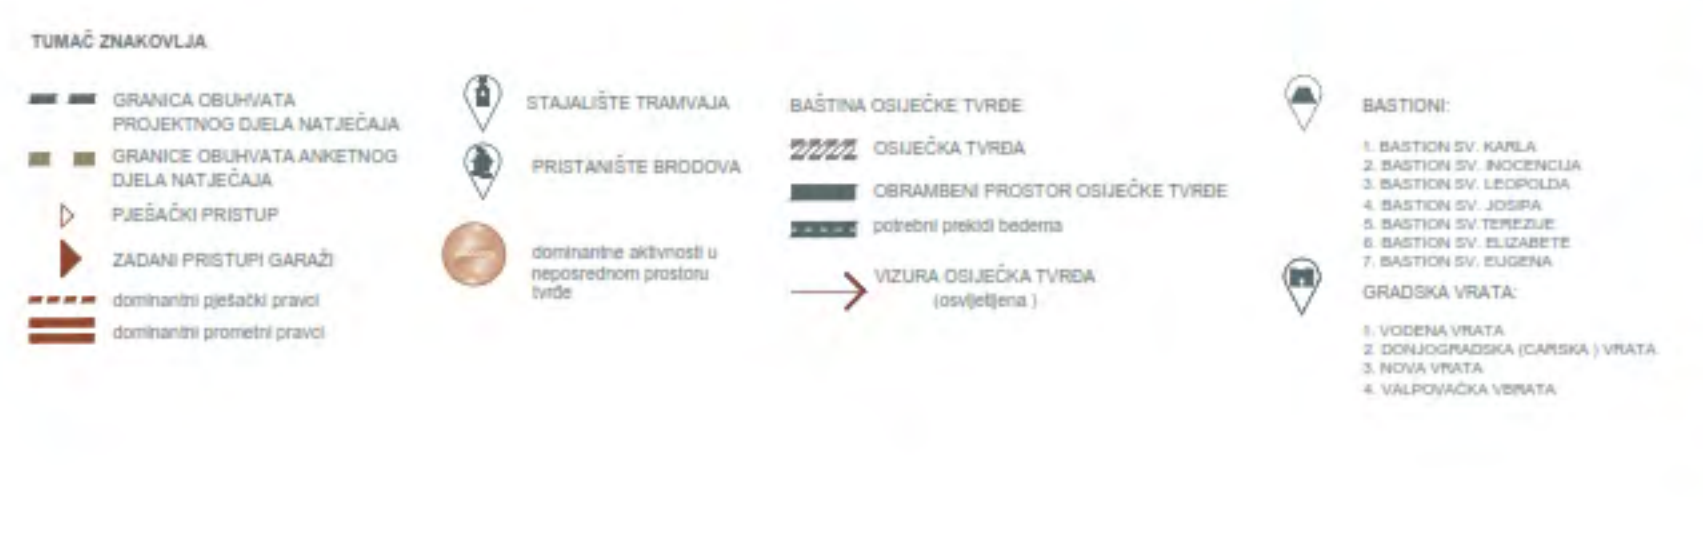 TUMAČ ZNAKOVLJA
GRANICA OBUHVATA
PROJEKTNOG DJELA NATJEČAJA
GRANICE OBUHVATA ANKETNOG
DJELA NATJEČAJA
PJEŠAČKI PRISTUP
ZADANI PRISTUPI GARAŽI
dominantni pješački pravci
dominantni prometni pravci
STAJALIŠTE TRAMVAJA
PRISTANIŠTE BRODOVA
dominantne aktivnosti u
neposrednom prostoru
tvrđe
BAŠTINA OSIJEČKE TVRĐE
OSIJEČKA TVRĐA
OBRAMBENI PROSTOR OSIJEČKE TVRĐE
potrebni prekidi bedema
VIZURA OSIJEČKA TVRĐA
(osvijetljena )
BASTIONI:
1. BASTION SV. KARLA
2. BASTION SV. INOCENCIJA
3. BASTION SV. LEOPOLDA
4. BASTION SV. JOSIPA
5. BASTION SV.TEREZIJE
6. BASTION SV. ELIZABETE
7. BASTION SV. EUGENA
GRADSKA VRATA:
1. VODENA VRATA
2. DONJOGRADSKA (CARSKA ) VRATA
3. NOVA VRATA
4. VALPOVAČKA VBRATA